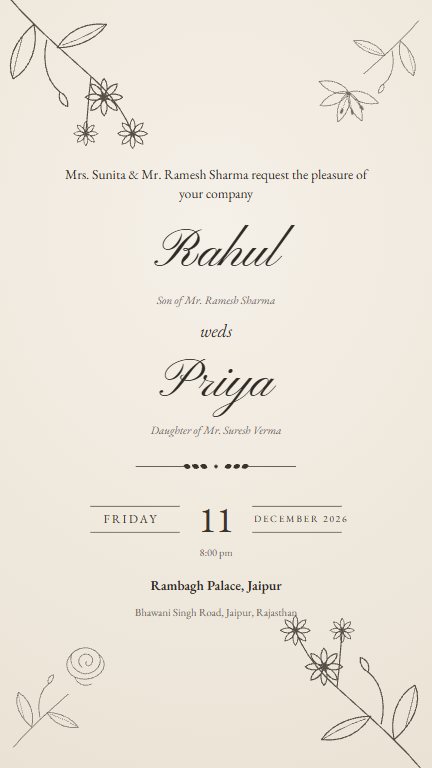 Mrs. Sunita & Mr. Ramesh Sharma request the pleasure of
your company
Rahul
Son of Mr. Ramesh Sharma
weds
Priya
Daughter of Mr. Suresh Verma
FRIDAY 11 DECEMBER 2026
8:00 pm
Rambagh Palace, Jaipur
Bhawani Singh Road, Jaipur, Rajasthan